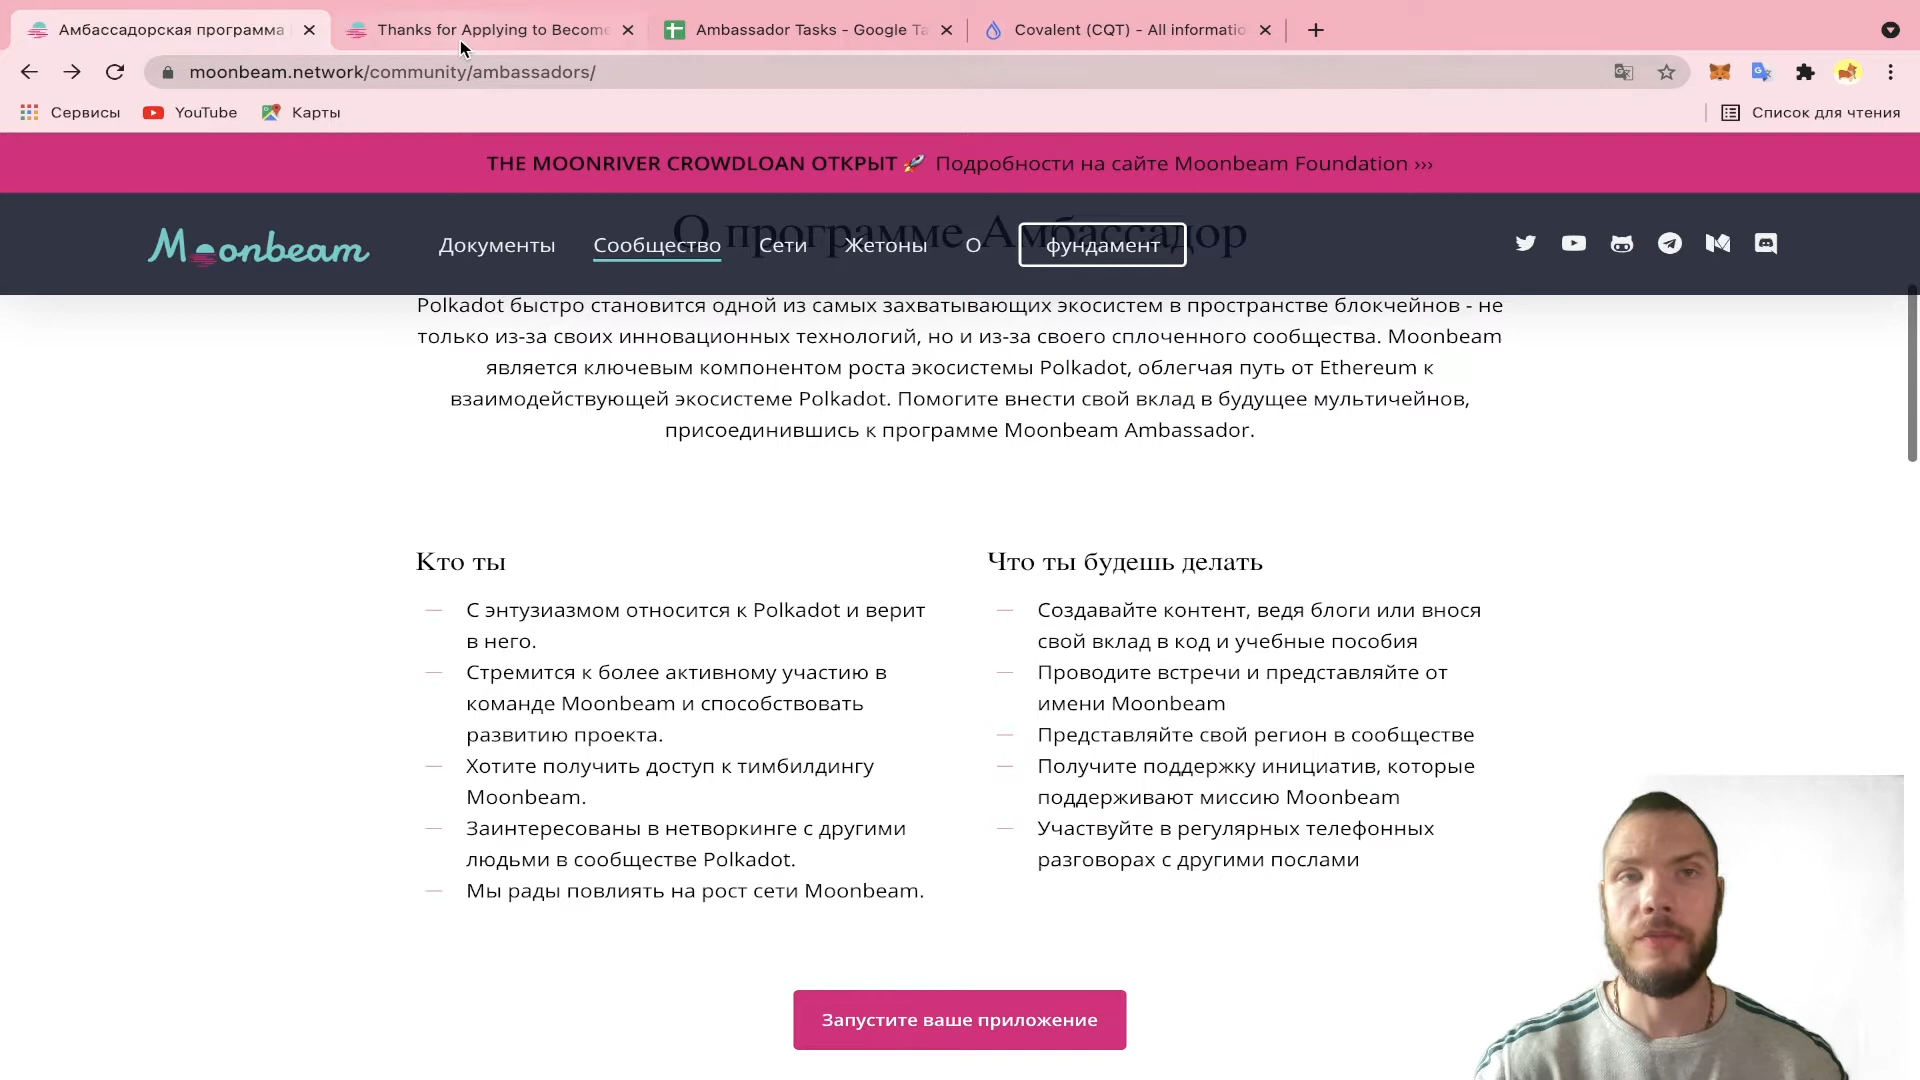 Амбассадорская программа
Thanks for Applying to Become
Ambassador Tasks - Google Ta
Covalent (CQT) - All informatio
moonbeam.network/community/ambassadors/
Сервисы
YouTube
Карты
Список для чтения
THE MOONRIVER CROWDLOAN ОТКРЫТ 🚀 Подробности на сайте Moonbeam Foundation ›››
О программе Амбассадор
Moonbeam
Документы
Сообщество
Сети
Жетоны
О
фундамент
Polkadot быстро становится одной из самых захватывающих экосистем в пространстве блокчейнов - не
только из-за своих инновационных технологий, но и из-за своего сплоченного сообщества. Moonbeam
является ключевым компонентом роста экосистемы Polkadot, облегчая путь от Ethereum к
взаимодействующей экосистеме Polkadot. Помогите внести свой вклад в будущее мультичейнов,
присоединившись к программе Moonbeam Ambassador.
Кто ты
— С энтузиазмом относится к Polkadot и верит
в него.
— Стремится к более активному участию в
команде Moonbeam и способствовать
развитию проекта.
— Хотите получить доступ к тимбилдингу
Moonbeam.
— Заинтересованы в нетворкинге с другими
людьми в сообществе Polkadot.
— Мы рады повлиять на рост сети Moonbeam.
Что ты будешь делать
— Создавайте контент, ведя блоги или внося
свой вклад в код и учебные пособия
— Проводите встречи и представляйте от
имени Moonbeam
— Представляйте свой регион в сообществе
— Получите поддержку инициатив, которые
поддерживают миссию Moonbeam
— Участвуйте в регулярных телефонных
разговорах с другими послами
Запустите ваше приложение